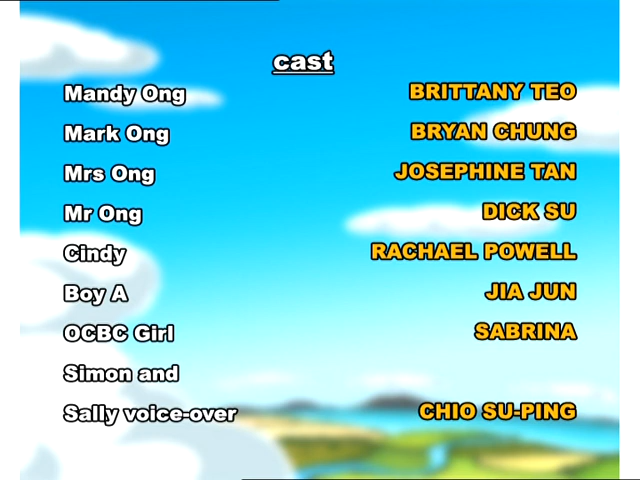 cast
Mandy Ong BRITTANY TEO
Mark Ong BRYAN CHUNG
Mrs Ong JOSEPHINE TAN
Mr Ong DICK SU
Cindy RACHAEL POWELL
Boy A JIA JUN
OCBC Girl SABRINA
Simon and
Sally voice-over CHIO SU-PING